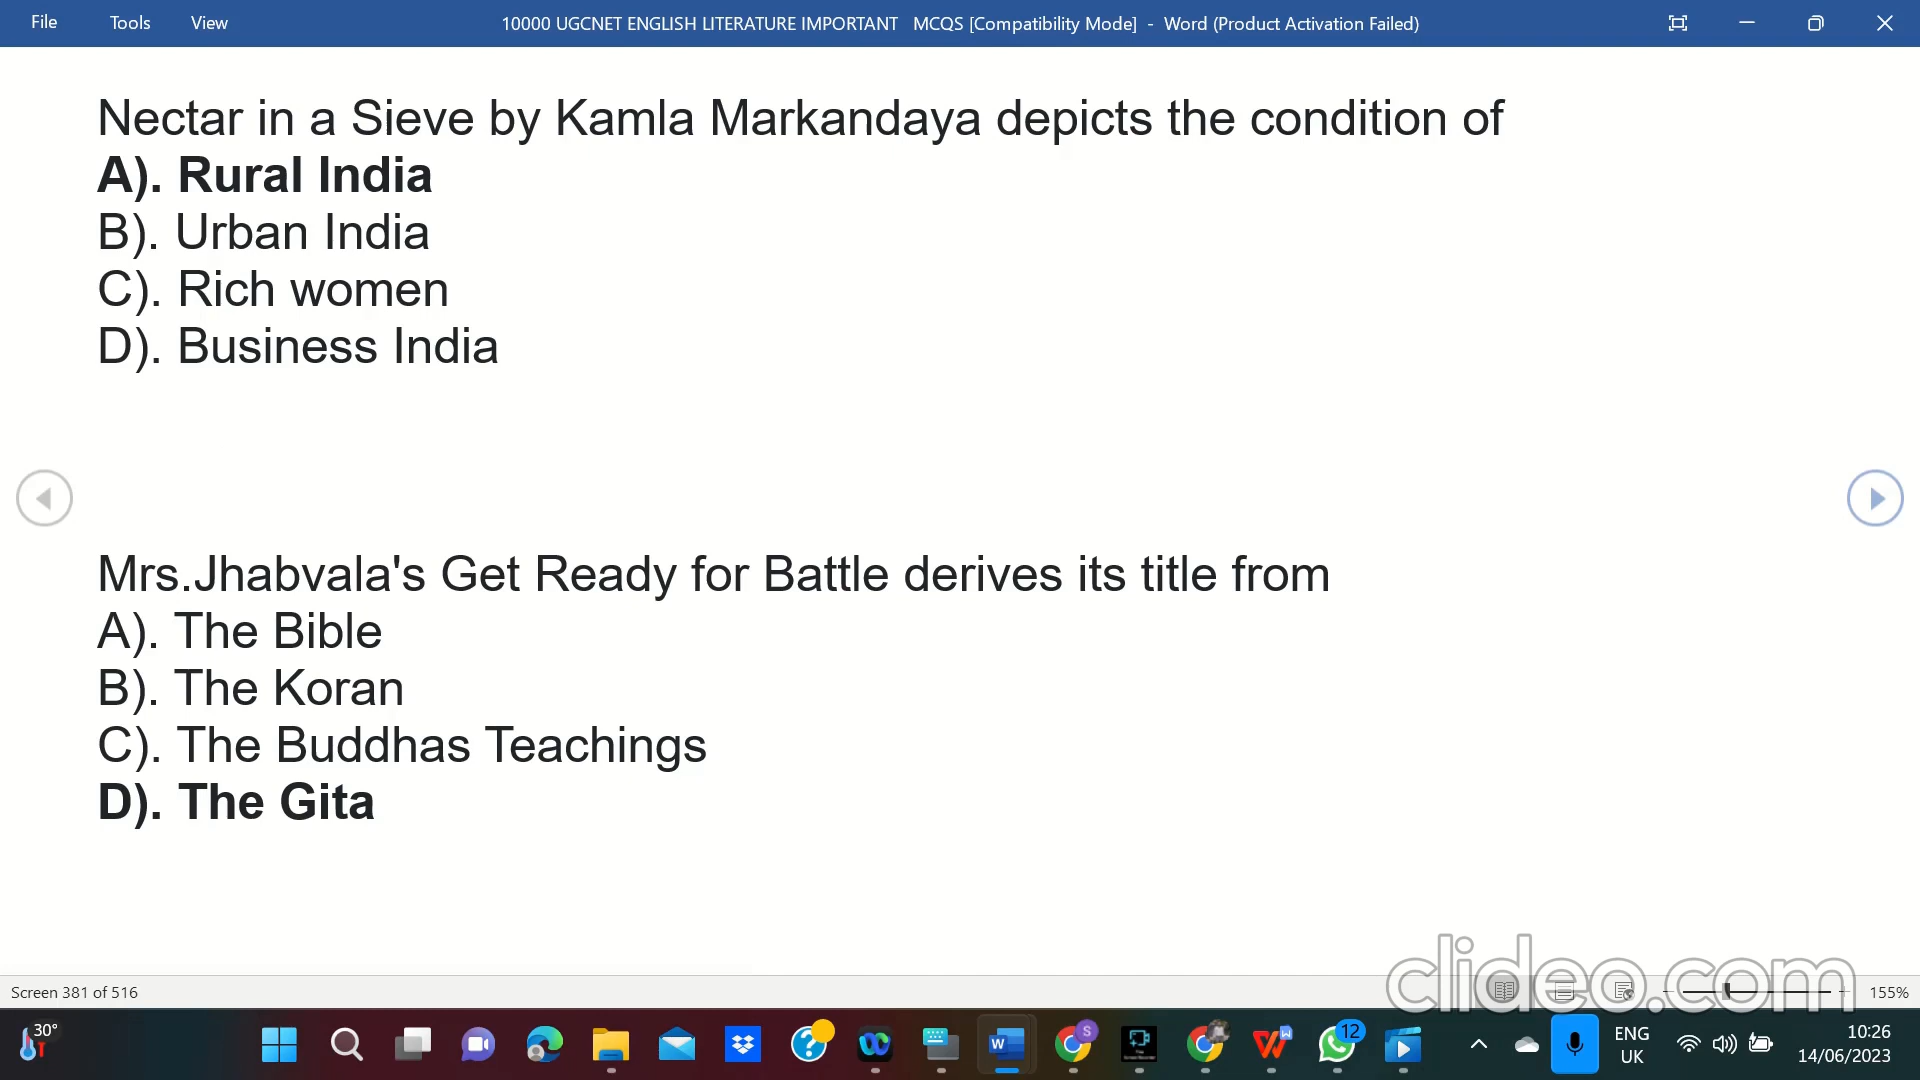 File Tools View 10000 UGCNET ENGLISH LITERATURE IMPORTANT MCQS [Compatibility Mode] - Word (Product Activation Failed)
Nectar in a Sieve by Kamla Markandaya depicts the condition of
A). Rural India
B). Urban India
C). Rich women
D). Business India
Mrs.Jhabvala's Get Ready for Battle derives its title from
A). The Bible
B). The Koran
C). The Buddhas Teachings
D). The Gita
clideo.com
Screen 381 of 516 155%
30° S 12 ENG 10:26
UK 14/06/2023